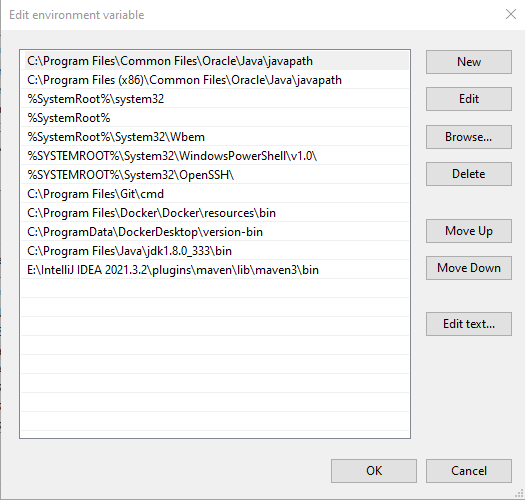 Edit environment variable
C:\Program Files\Common Files\Oracle\Java\javapath
C:\Program Files (x86)\Common Files\Oracle\Java\javapath
%SystemRoot%\system32
%SystemRoot%
%SystemRoot%\System32\Wbem
%SYSTEMROOT%\System32\WindowsPowerShell\v1.0\
%SYSTEMROOT%\System32\OpenSSH\
C:\Program Files\Git\cmd
C:\Program Files\Docker\Docker\resources\bin
C:\ProgramData\DockerDesktop\version-bin
C:\Program Files\Java\jdk1.8.0_333\bin
E:\IntelliJ IDEA 2021.3.2\plugins\maven\lib\maven3\bin
New
Edit
Browse...
Delete
Move Up
Move Down
Edit text...
OK
Cancel